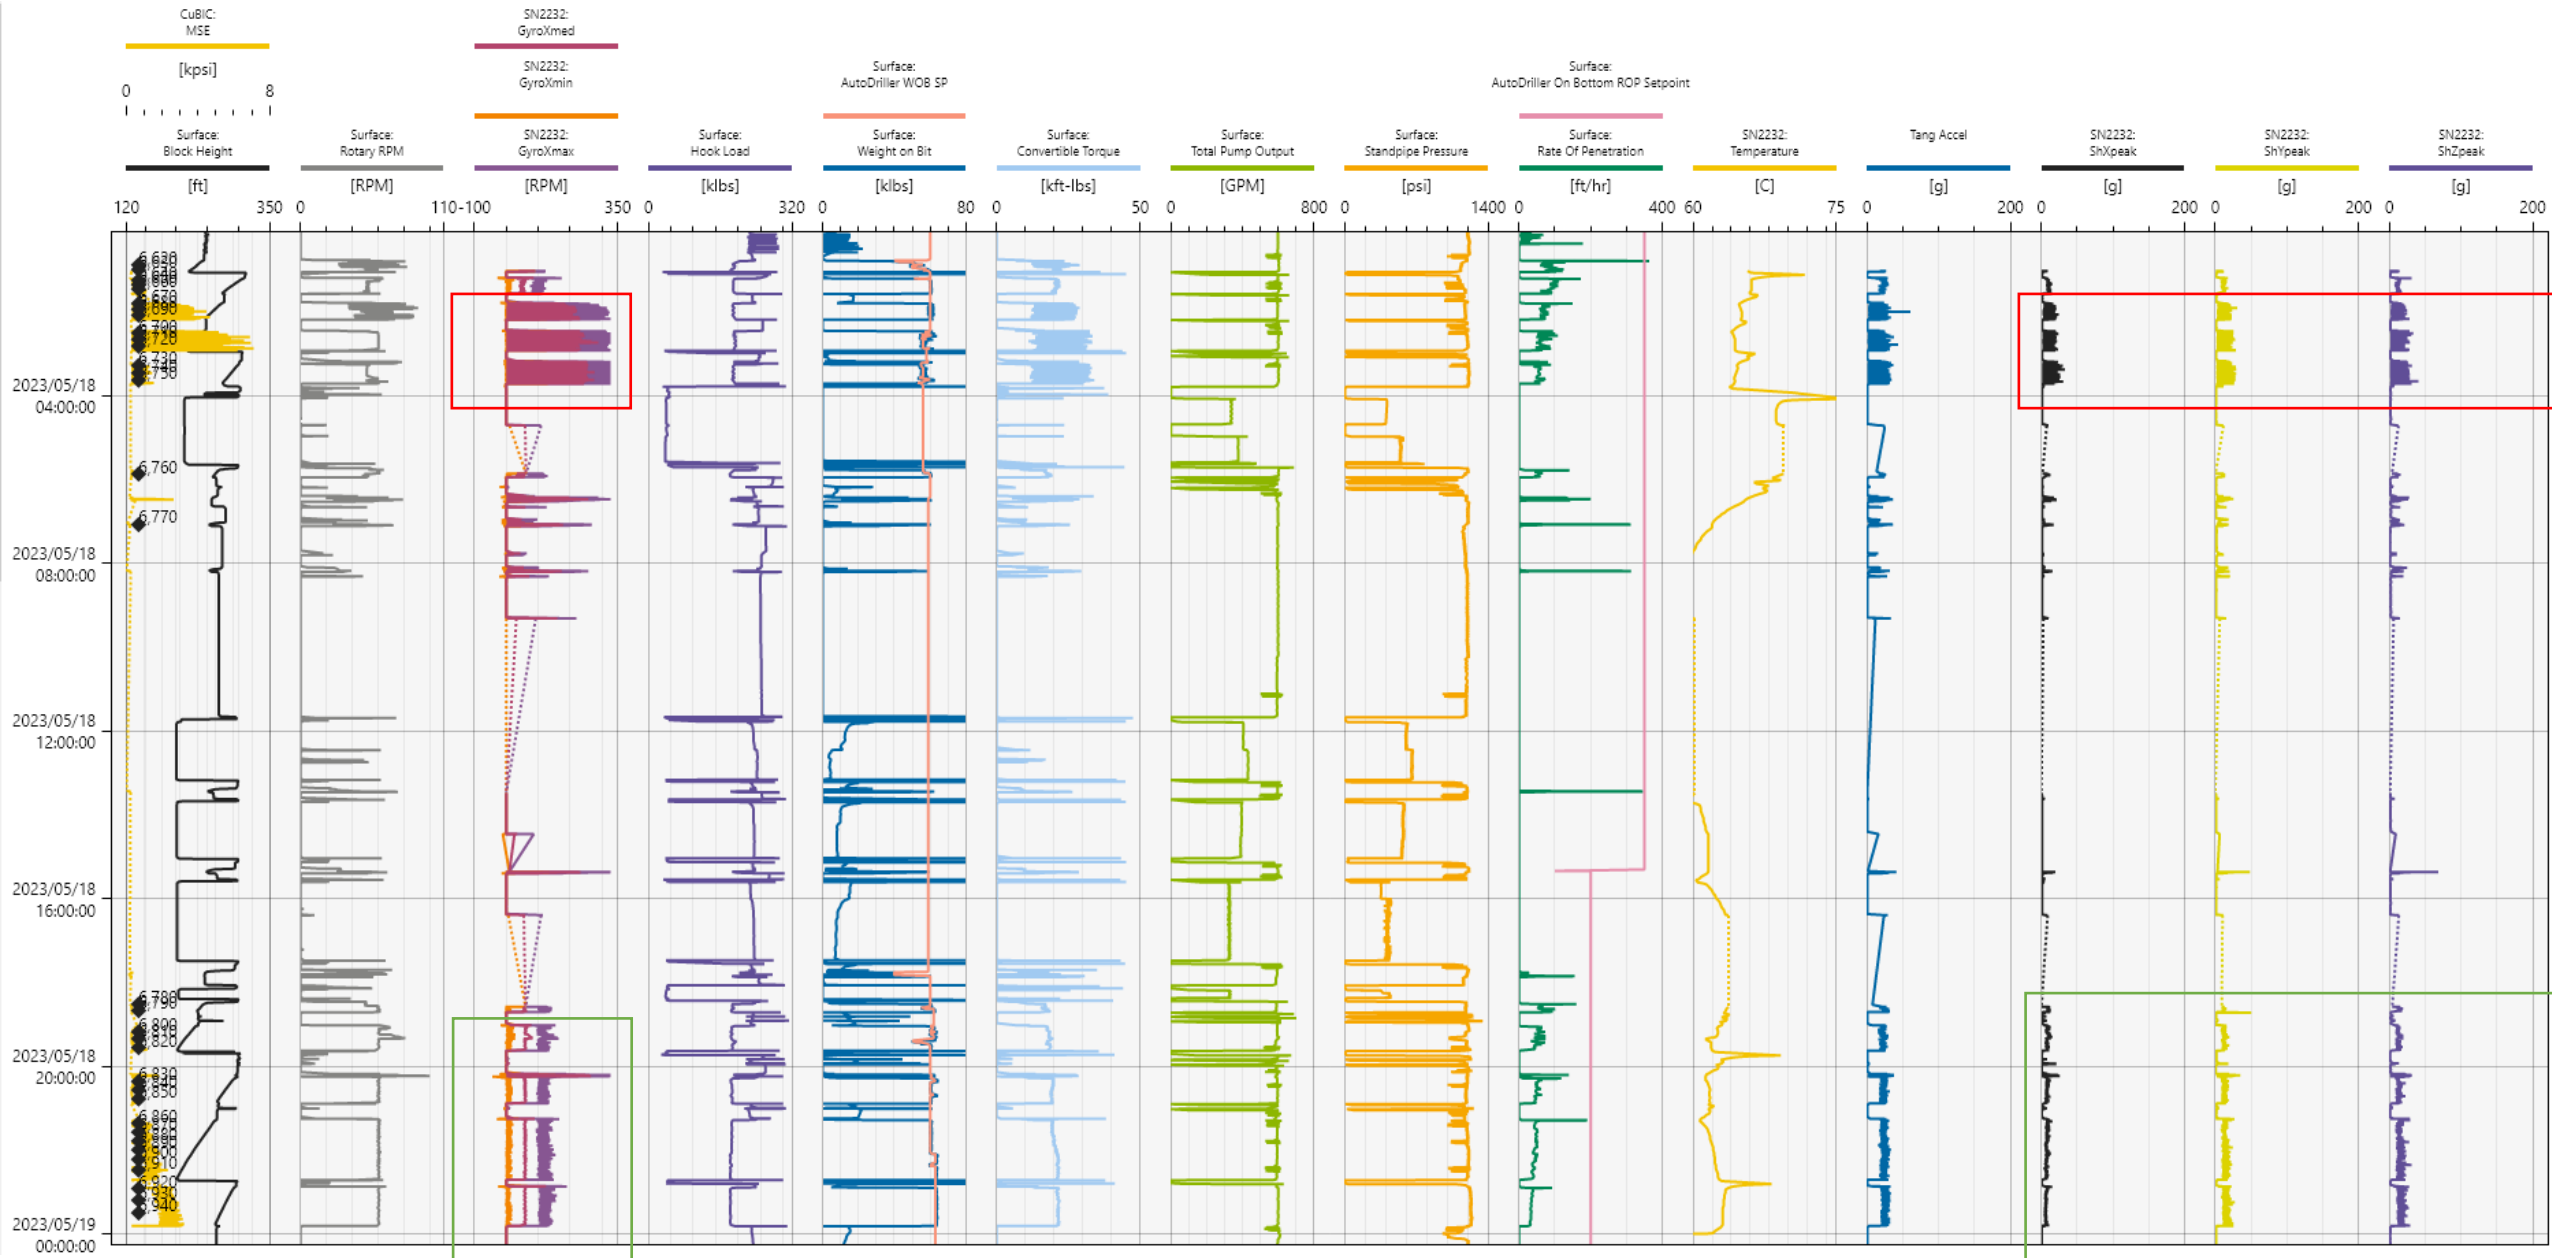 CuBIC:
MSE
[kpsi]
0 8
SN2232:
GyroXmed
SN2232:
GyroXmin
Surface:
AutoDriller WOB SP
Surface:
AutoDriller On Bottom ROP Setpoint
Surface:
Block Height
[ft]
120 350
Surface:
Rotary RPM
[RPM]
0 110
SN2232:
GyroXmax
[RPM]
-100 350
Surface:
Hook Load
[klbs]
0 320
Surface:
Weight on Bit
[klbs]
0 80
Surface:
Convertible Torque
[kft-lbs]
0 50
Surface:
Total Pump Output
[GPM]
0 800
Surface:
Standpipe Pressure
[psi]
0 1400
Surface:
Rate Of Penetration
[ft/hr]
0 400
SN2232:
Temperature
[C]
60 75
Tang Accel
[g]
0 200
SN2232:
ShXpeak
[g]
0 200
SN2232:
ShYpeak
[g]
0 200
SN2232:
ShZpeak
[g]
0 200
2023/05/18
04:00:00
6,760
6,770
2023/05/18
08:00:00
2023/05/18
12:00:00
2023/05/18
16:00:00
2023/05/18
20:00:00
2023/05/19
00:00:00